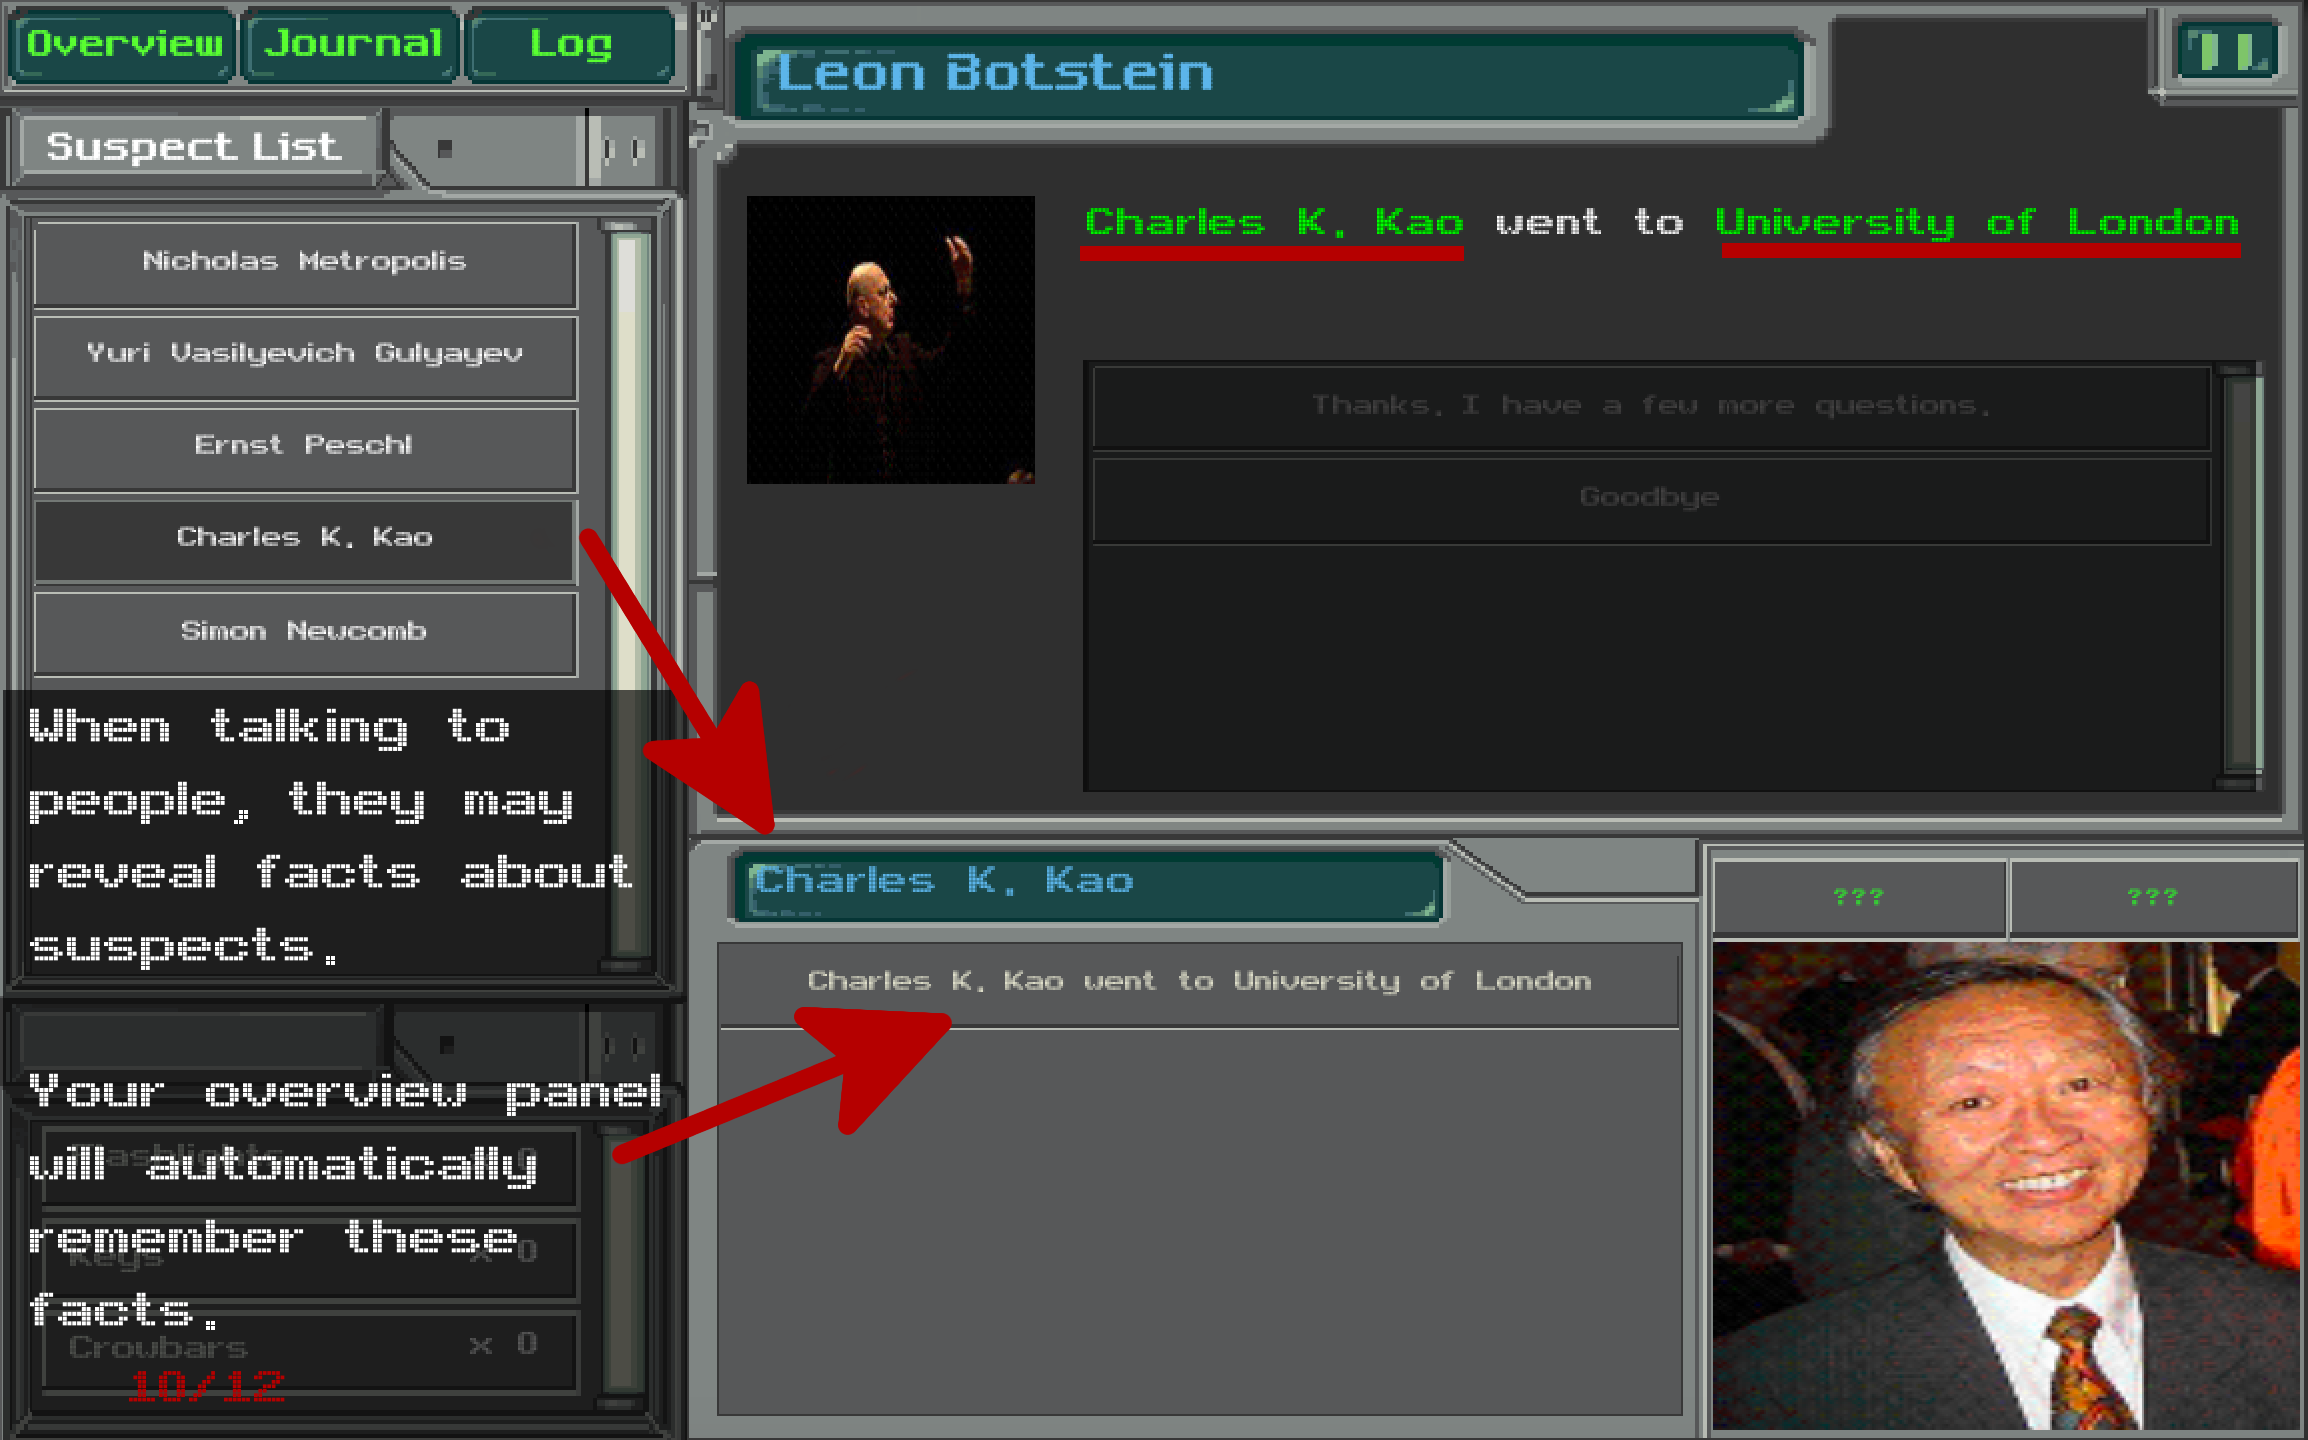 Overview
Journal
Log
Suspect List
Nicholas Metropolis
Yuri Vasilyevich Gulyayev
Ernst Peschl
Charles K. Kao
Simon Newcomb
When talking to
people, they may
reveal facts about
suspects.
Your overview panel
will automatically
remember these
facts.
Flashlights x 0
Keys x 0
Crowbars x 0
10/12
Leon Botstein
Charles K. Kao went to University of London
Thanks. I have a few more questions.
Goodbye
Charles K. Kao
Charles K. Kao went to University of London
???
???